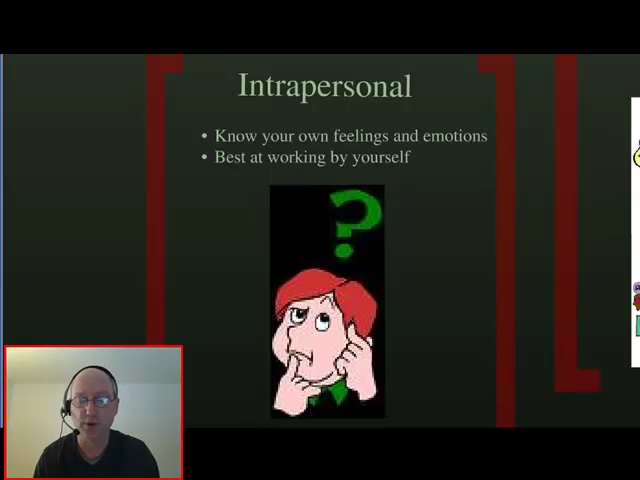 Intrapersonal
• Know your own feelings and emotions
• Best at working by yourself
?